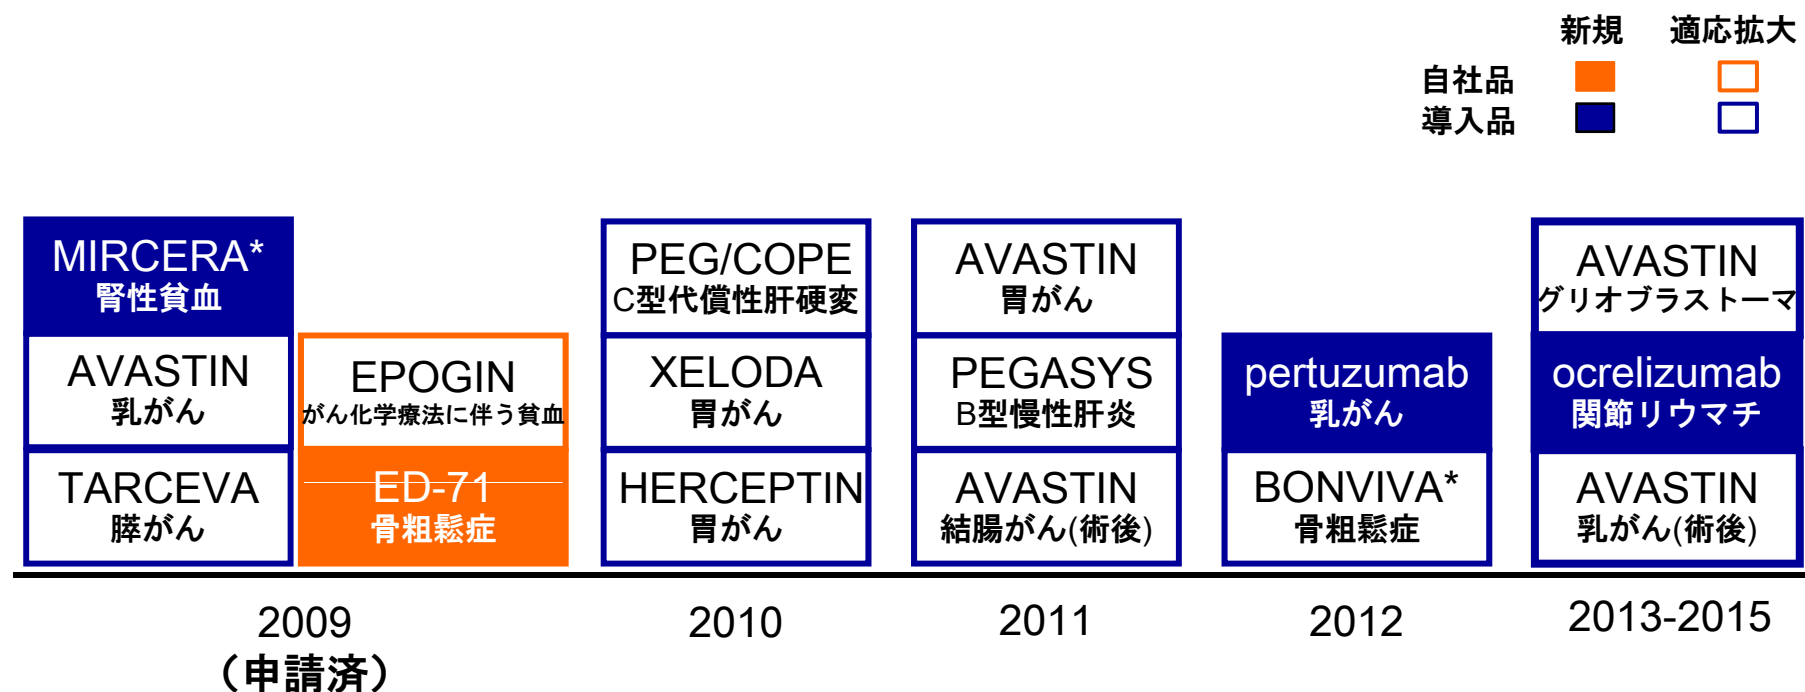 新規 適応拡大
自社品
導入品
MIRCERA*
腎性貧血
AVASTIN
乳がん
TARCEVA
膵がん
EPOGIN
がん化学療法に伴う貧血
ED-71
骨粗鬆症
PEG/COPE
C型代償性肝硬変
XELODA
胃がん
HERCEPTIN
胃がん
AVASTIN
胃がん
PEGASYS
B型慢性肝炎
AVASTIN
結腸がん(術後)
pertuzumab
乳がん
BONVIVA*
骨粗鬆症
AVASTIN
グリオブラストーマ
ocrelizumab
関節リウマチ
AVASTIN
乳がん(術後)
2009 2010 2011 2012 2013-2015
（申請済）